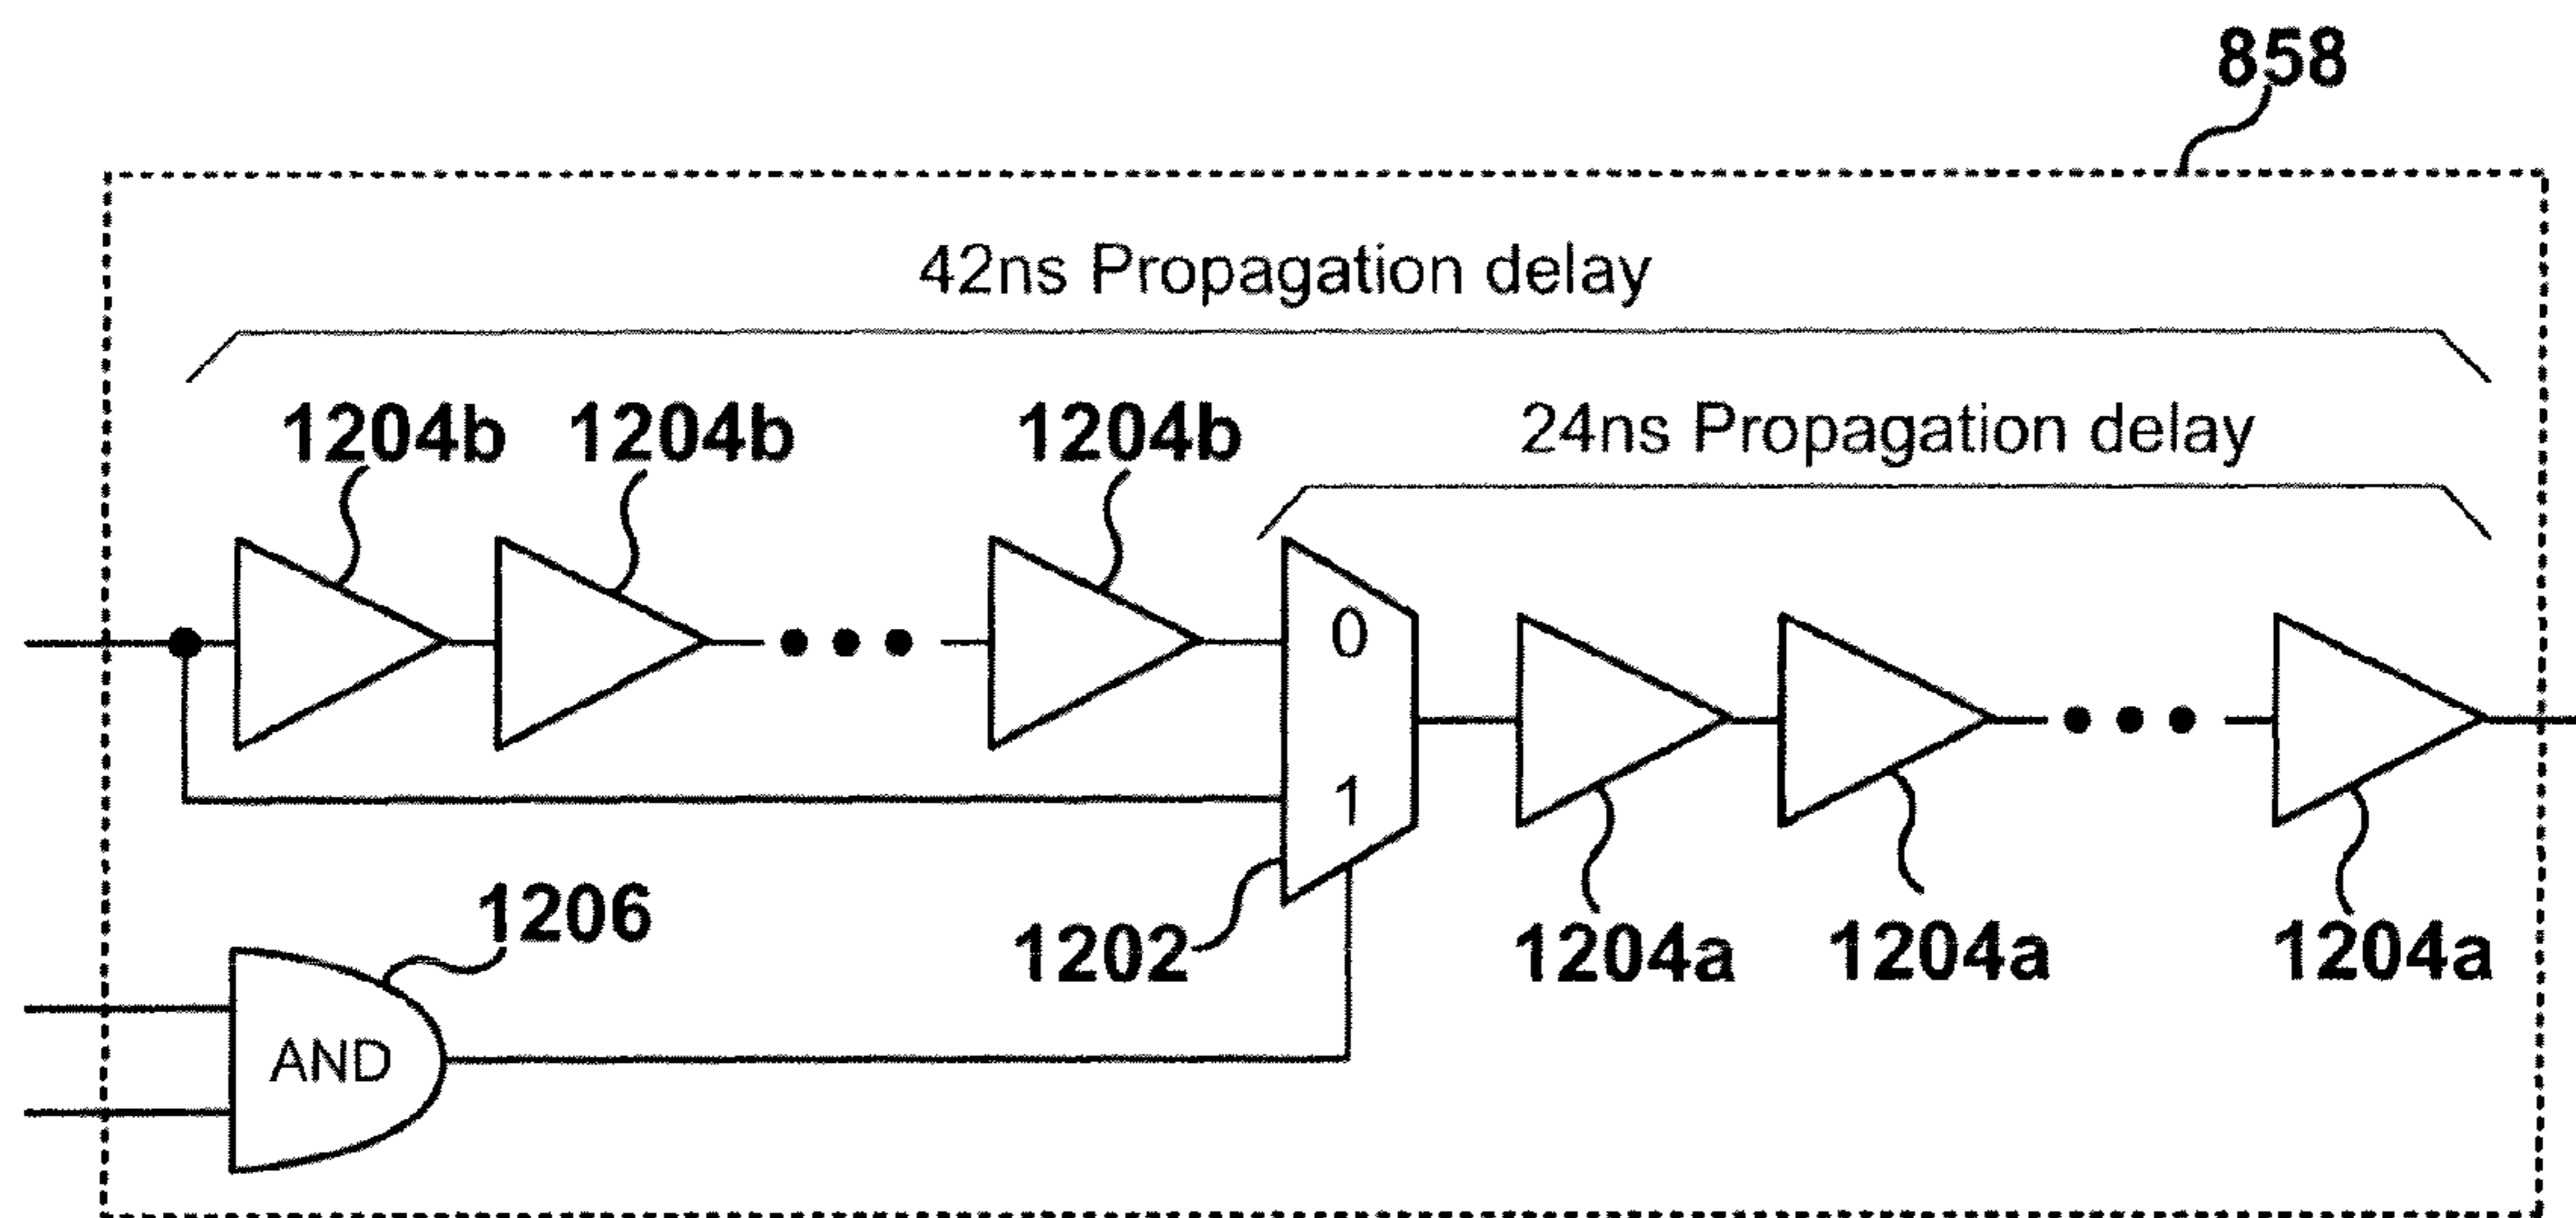 858
42ns Propagation delay
1204b 1204b 1204b
24ns Propagation delay
0
1
1206
1202
1204a 1204a 1204a
AND